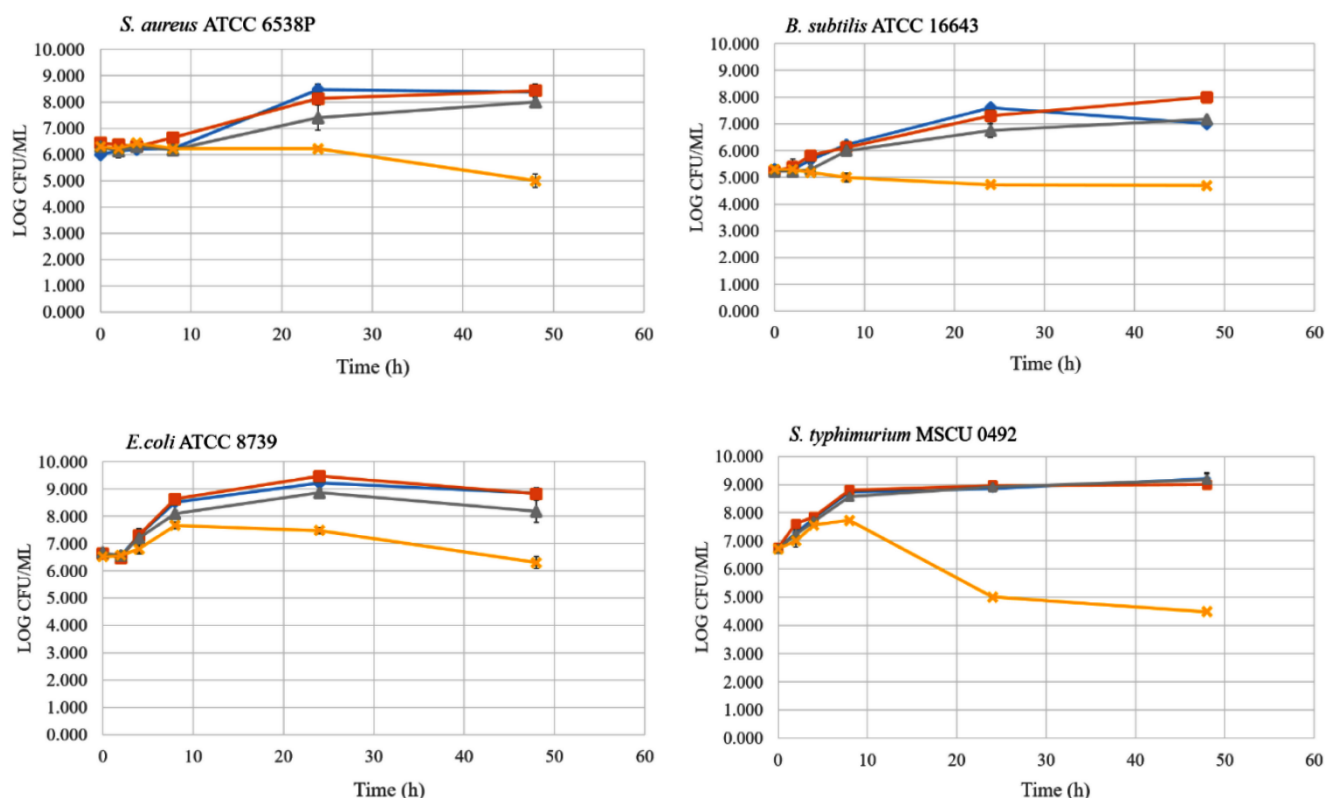 S. aureus ATCC 6538P
10.000
9.000
8.000
7.000
6.000
5.000
4.000
3.000
2.000
1.000
0.000
LOG CFU/ML
0 10 20 30 40 50 60
Time (h)
B. subtilis ATCC 16643
10.000
9.000
8.000
7.000
6.000
5.000
4.000
3.000
2.000
1.000
0.000
LOG CFU/ML
0 10 20 30 40 50 60
Time (h)
E.coli ATCC 8739
10.000
9.000
8.000
7.000
6.000
5.000
4.000
3.000
2.000
1.000
0.000
LOG CFU/ML
0 10 20 30 40 50 60
Time (h)
S. typhimurium MSCU 0492
10.000
9.000
8.000
7.000
6.000
5.000
4.000
3.000
2.000
1.000
0.000
LOG CFU/ML
0 10 20 30 40 50 60
Time (h)